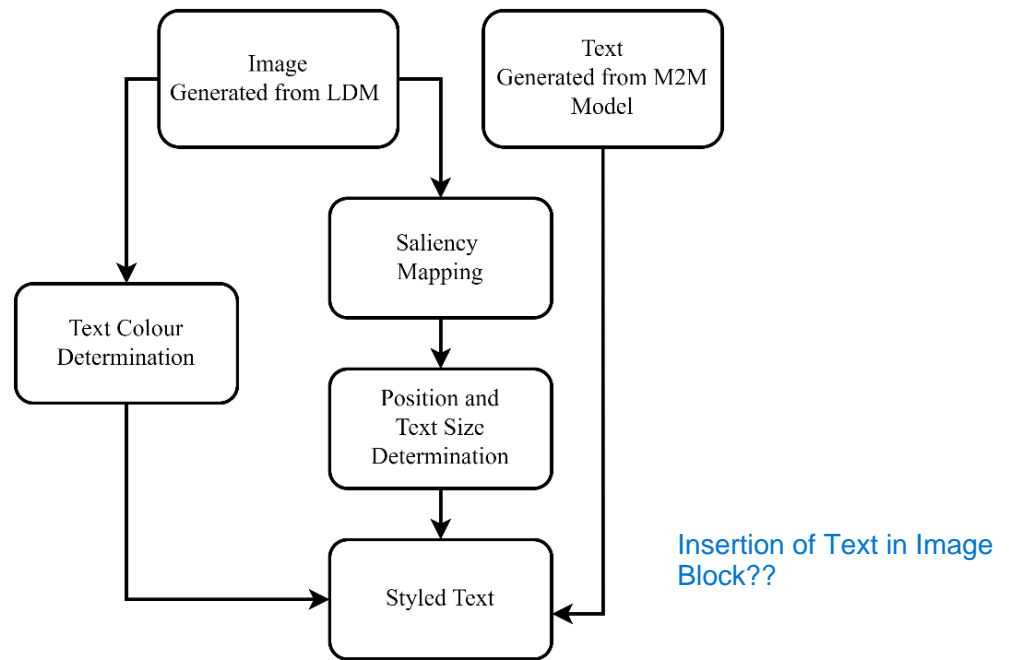 Image
Generated from LDM
Text
Generated from M2M
Model
Saliency
Mapping
Text Colour
Determination
Position and
Text Size
Determination
Styled Text
Insertion of Text in Image
Block??